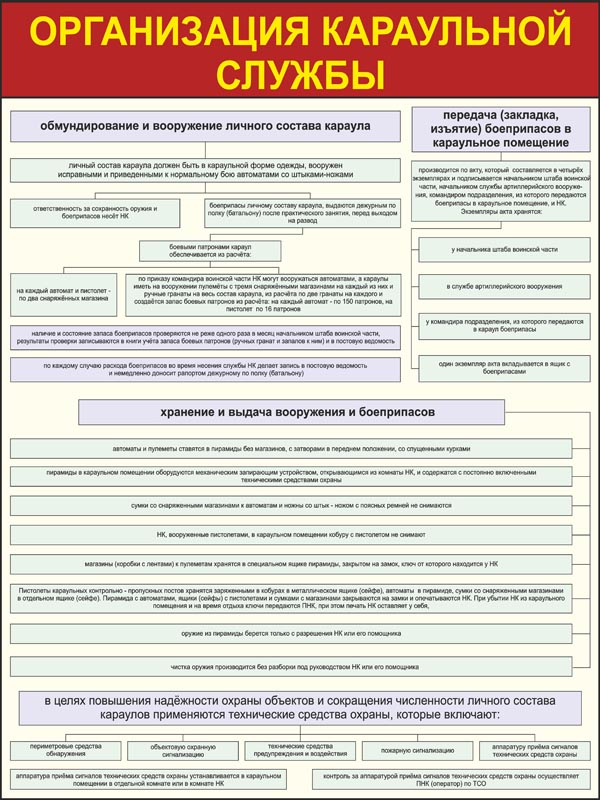 ОРГАНИЗАЦИЯ КАРАУЛЬНОЙ
СЛУЖБЫ
обмундирование и вооружение личного состава караула
личный состав караула должен быть в караульной форме одежды, вооружен
исправными и приведенными к нормальному бою автоматами со штыками-ножами
ответственность за сохранность оружия и
боеприпасов несёт НК
боеприпасы личному составу караула, выдаются дежурным по
полку (батальону) после практического занятия, перед выходом
на развод
боевыми патронами караул
обеспечивается из расчёта:
на каждый автомат и пистолет -
по два снаряжённых магазина
по приказу командира воинской части НК могут вооружаться автоматами, а караулы
иметь на вооружении пулемёты с тремя снаряжёнными магазинами на каждый из них и
ручные гранаты на весь состав караула, из расчёта по две гранаты на каждого и
создаётся запас боевых патронов из расчёта: на каждый автомат - по 150 патронов, на
пистолет по 16 патронов
наличие и состояние запаса боеприпасов проверяются не реже одного раза в месяц начальником штаба воинской части,
результаты проверки записываются в книги учёта запаса боевых патронов (ручных гранат и запалов к ним) и в постовую ведомость
по каждому случаю расхода боеприпасов во время несения службы НК делает запись в постовую ведомость
и немедленно доносит рапортом дежурному по полку (батальону)
передача (закладка,
изъятие) боеприпасов в
караульное помещение
производится по акту, который составляется в четырёх
экземплярах и подписывается начальником штаба воинской
части, начальником службы артиллерийского вооруже-
ния, командиром подразделения, из которого передаются
боеприпасы в караульное помещение, и НК.
Экземпляры акта хранятся:
у начальника штаба воинской части
в службе артиллерийского вооружения
у командира подразделения, из которого передаются
в караул боеприпасы
один экземпляр акта вкладывается в ящик с
боеприпасами
хранение и выдача вооружения и боеприпасов
автоматы и пулеметы ставятся в пирамиды без магазинов, с затворами в переднем положении, со спущенными курками
пирамиды в караульном помещении оборудуются механическим запирающим устройством, открывающимся из комнаты НК, и содержатся с постоянно включенными
техническими средствами охраны
сумки со снаряженными магазинами к автоматам и ножны со штык - ножом с поясных ремней не снимаются
НК, вооруженные пистолетами, в караульном помещении кобуру с пистолетом не снимают
магазины (коробки с лентами) к пулеметам хранятся в специальном ящике пирамиды, закрытом на замок, ключ от которого находится у НК
Пистолеты караульных контрольно - пропускных постов хранятся заряженными в кобурах в металлическом ящике (сейфе), автоматы в пирамиде, сумки со снаряженными магазинами
в отдельном ящике (сейфе). Пирамида с автоматами, ящики (сейфы) с пистолетами и сумками с магазинами закрываются на замки и опечатываются НК. При убытии НК из караульного
помещения и на время отдыха ключи передаются ПНК, при этом печать НК оставляет у себя,
оружие из пирамиды берется только с разрешения НК или его помощника
чистка оружия производится без разборки под руководством НК или его помощника
в целях повышения надёжности охраны объектов и сокращения численности личного состава
караулов применяются технические средства охраны, которые включают:
периметровые средства
обнаружения
объектовую охранную
сигнализацию
технические средства
предупреждения и воздействия
пожарную сигнализацию
аппаратуру приёма сигналов
технических средств охраны
аппаратура приёма сигналов технических средств охраны устанавливается в караульном
помещении в отдельной комнате или в комнате НК
контроль за аппаратурой приёма сигналов технических средств охраны осуществляет
ПНК (оператор) по ТСО